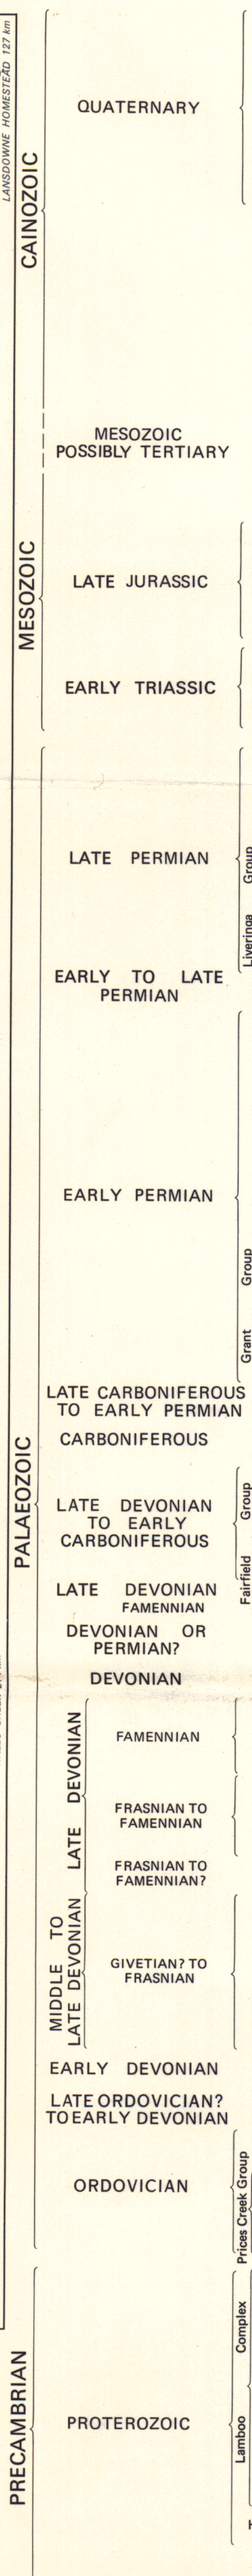 LANSDOWNE HOMESTEAD 127 km
CAINOZOIC
QUATERNARY
MESOZOIC
POSSIBLY TERTIARY
MESOZOIC
LATE JURASSIC
EARLY TRIASSIC
PALAEOZOIC
LATE PERMIAN
Liveringa Group
EARLY TO LATE
PERMIAN
EARLY PERMIAN
Grant Group
LATE CARBONIFEROUS
TO EARLY PERMIAN
CARBONIFEROUS
LATE DEVONIAN
TO EARLY
CARBONIFEROUS
Fairfield Group
LATE DEVONIAN
FAMENNIAN
DEVONIAN OR
PERMIAN?
DEVONIAN
LATE DEVONIAN
FAMENNIAN
FRASNIAN TO
FAMENNIAN
FRASNIAN TO
FAMENNIAN?
MIDDLE TO
LATE DEVONIAN
GIVETIAN? TO
FRASNIAN
EARLY DEVONIAN
LATE ORDOVICIAN?
TO EARLY DEVONIAN
ORDOVICIAN
Prices Creek Group
PRECAMBRIAN
PROTEROZOIC
Lamboo Complex